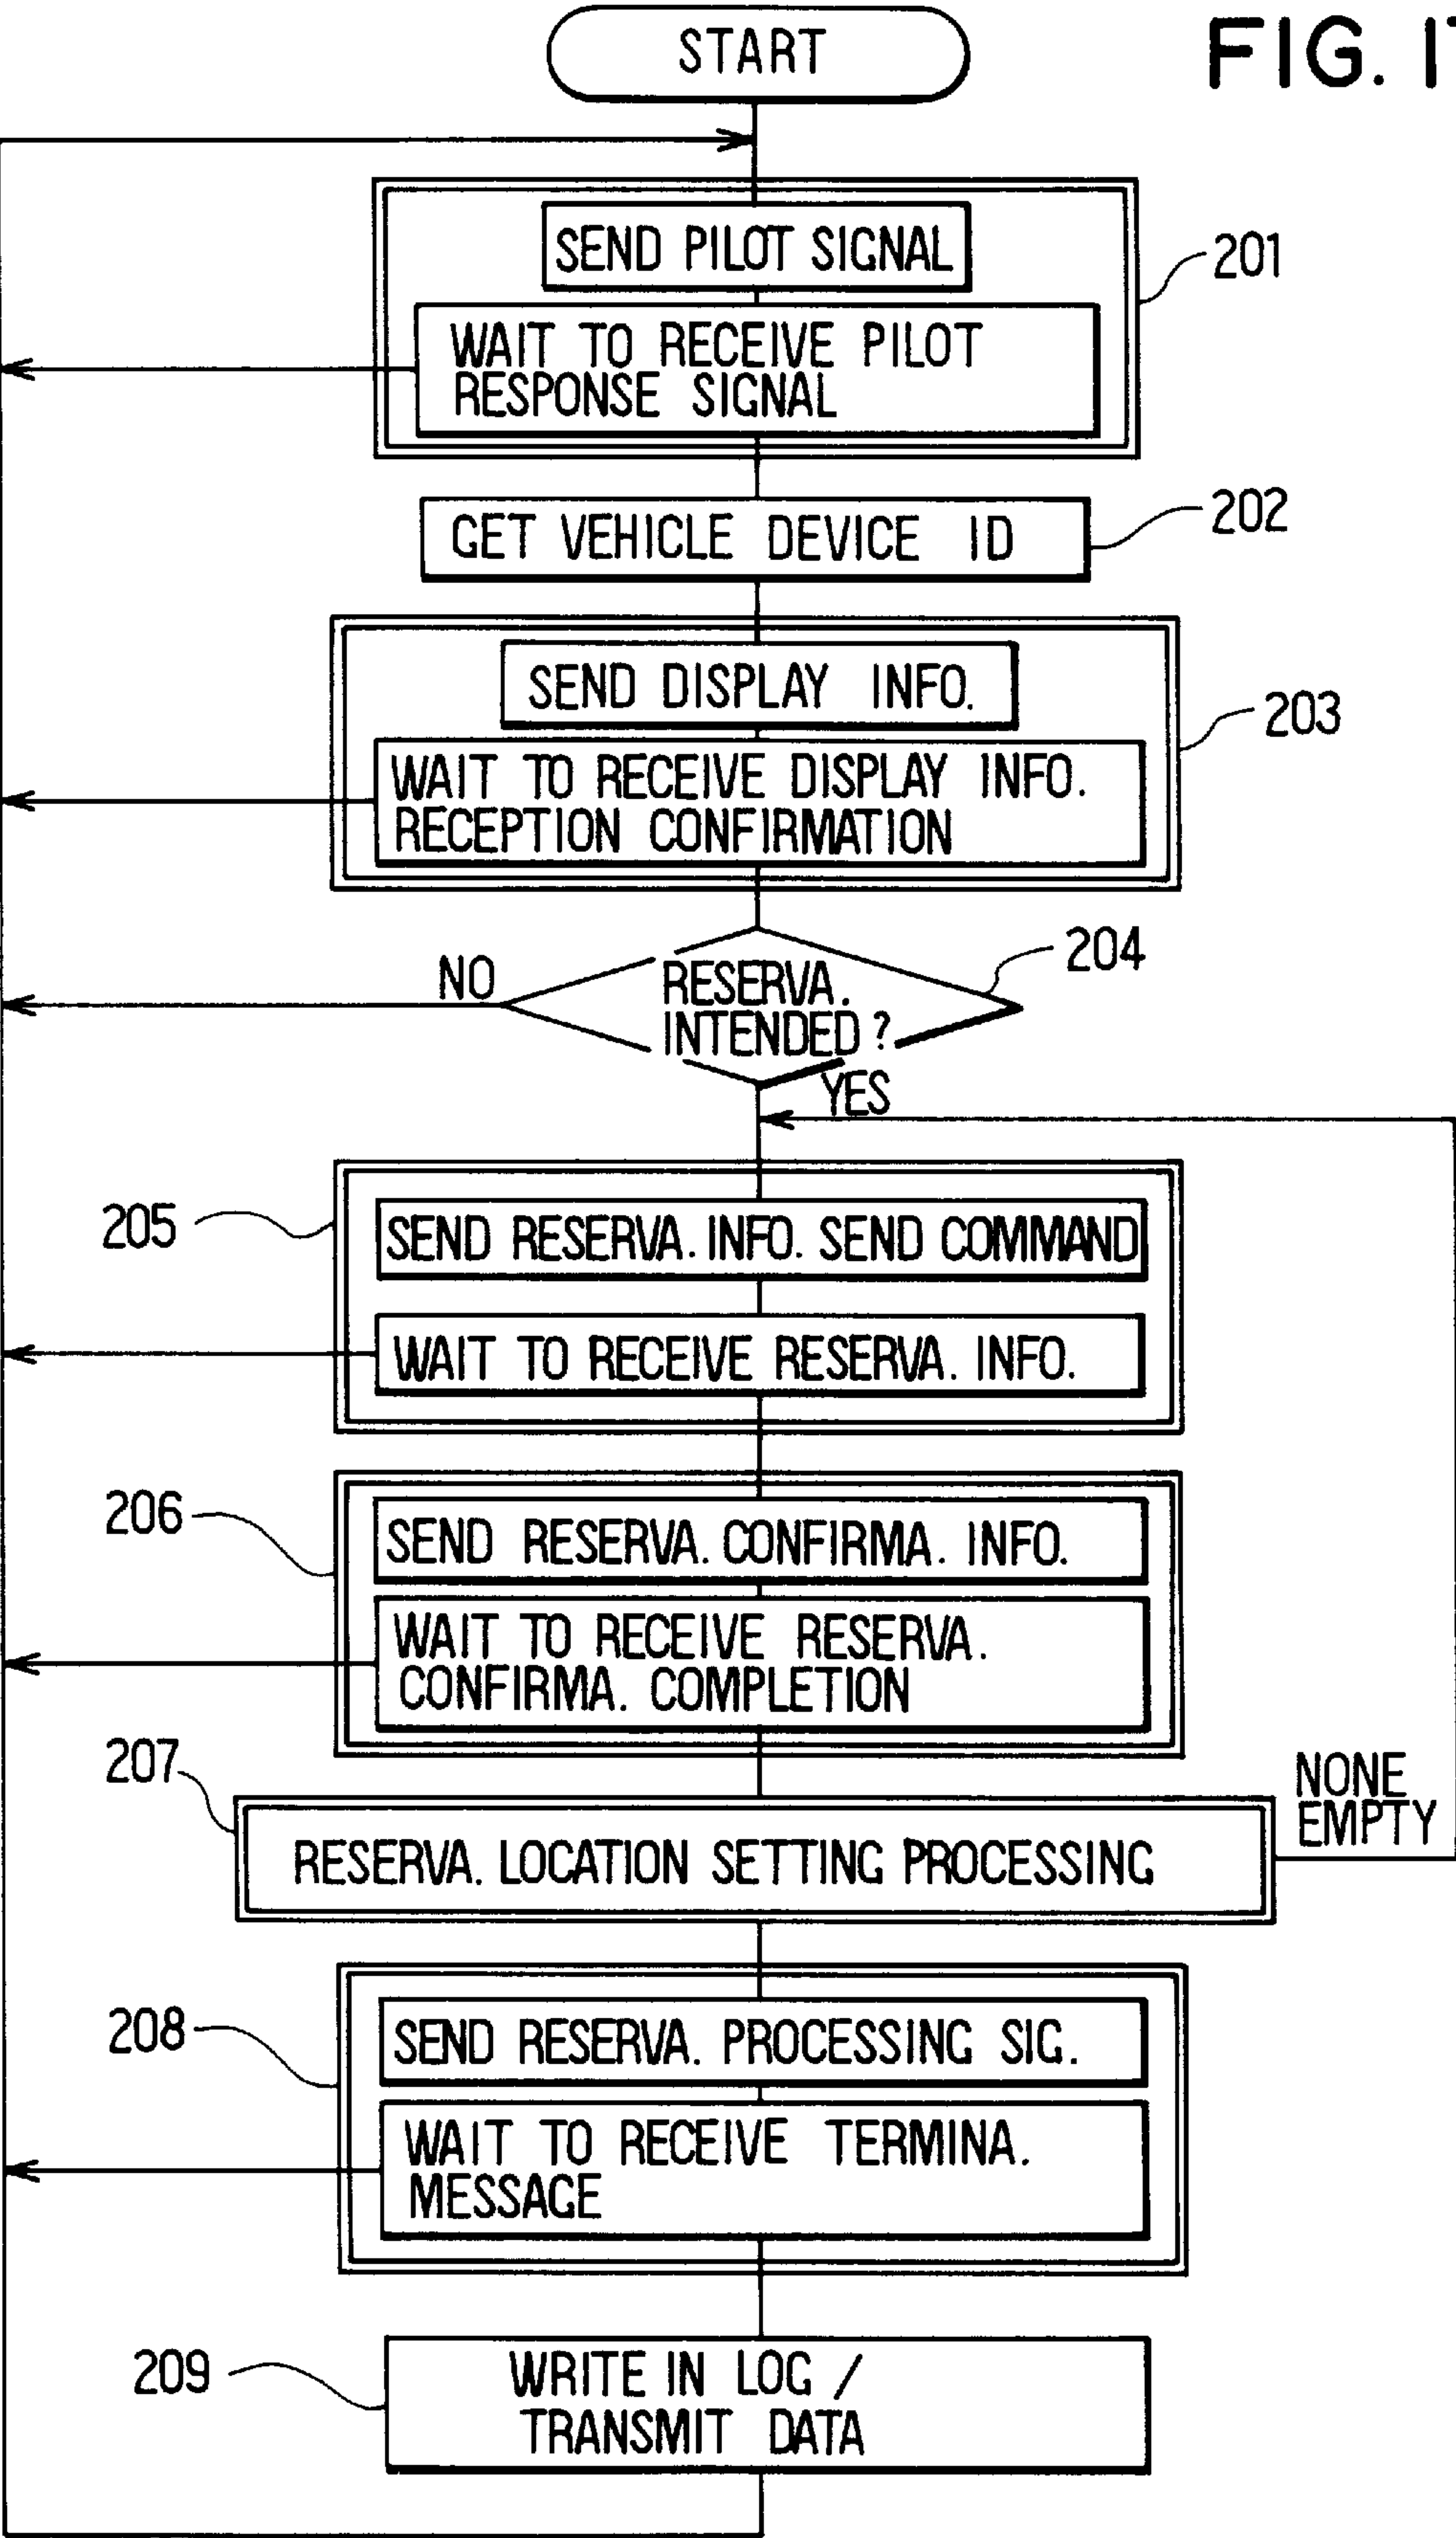 START
FIG. 17
SEND PILOT SIGNAL
201
WAIT TO RECEIVE PILOT
RESPONSE SIGNAL
GET VEHICLE DEVICE ID
202
SEND DISPLAY INFO.
203
WAIT TO RECEIVE DISPLAY INFO.
RECEPTION CONFIRMATION
204
NO
RESERVA.
INTENDED?
YES
205
SEND RESERVA. INFO. SEND COMMAND
WAIT TO RECEIVE RESERVA. INFO.
206
SEND RESERVA. CONFIRMA. INFO.
WAIT TO RECEIVE RESERVA.
CONFIRMA. COMPLETION
207
NONE
EMPTY
RESERVA. LOCATION SETTING PROCESSING
208
SEND RESERVA. PROCESSING SIG.
WAIT TO RECEIVE TERMINA.
MESSAGE
209
WRITE IN LOG /
TRANSMIT DATA